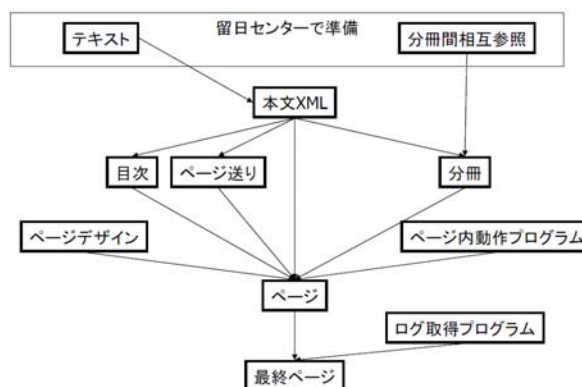 留日センターで準備
テキスト
分冊間相互参照
本文XML
目次
ページ送り
分冊
ページデザイン
ページ内動作プログラム
ページ
ログ取得プログラム
最終ページ